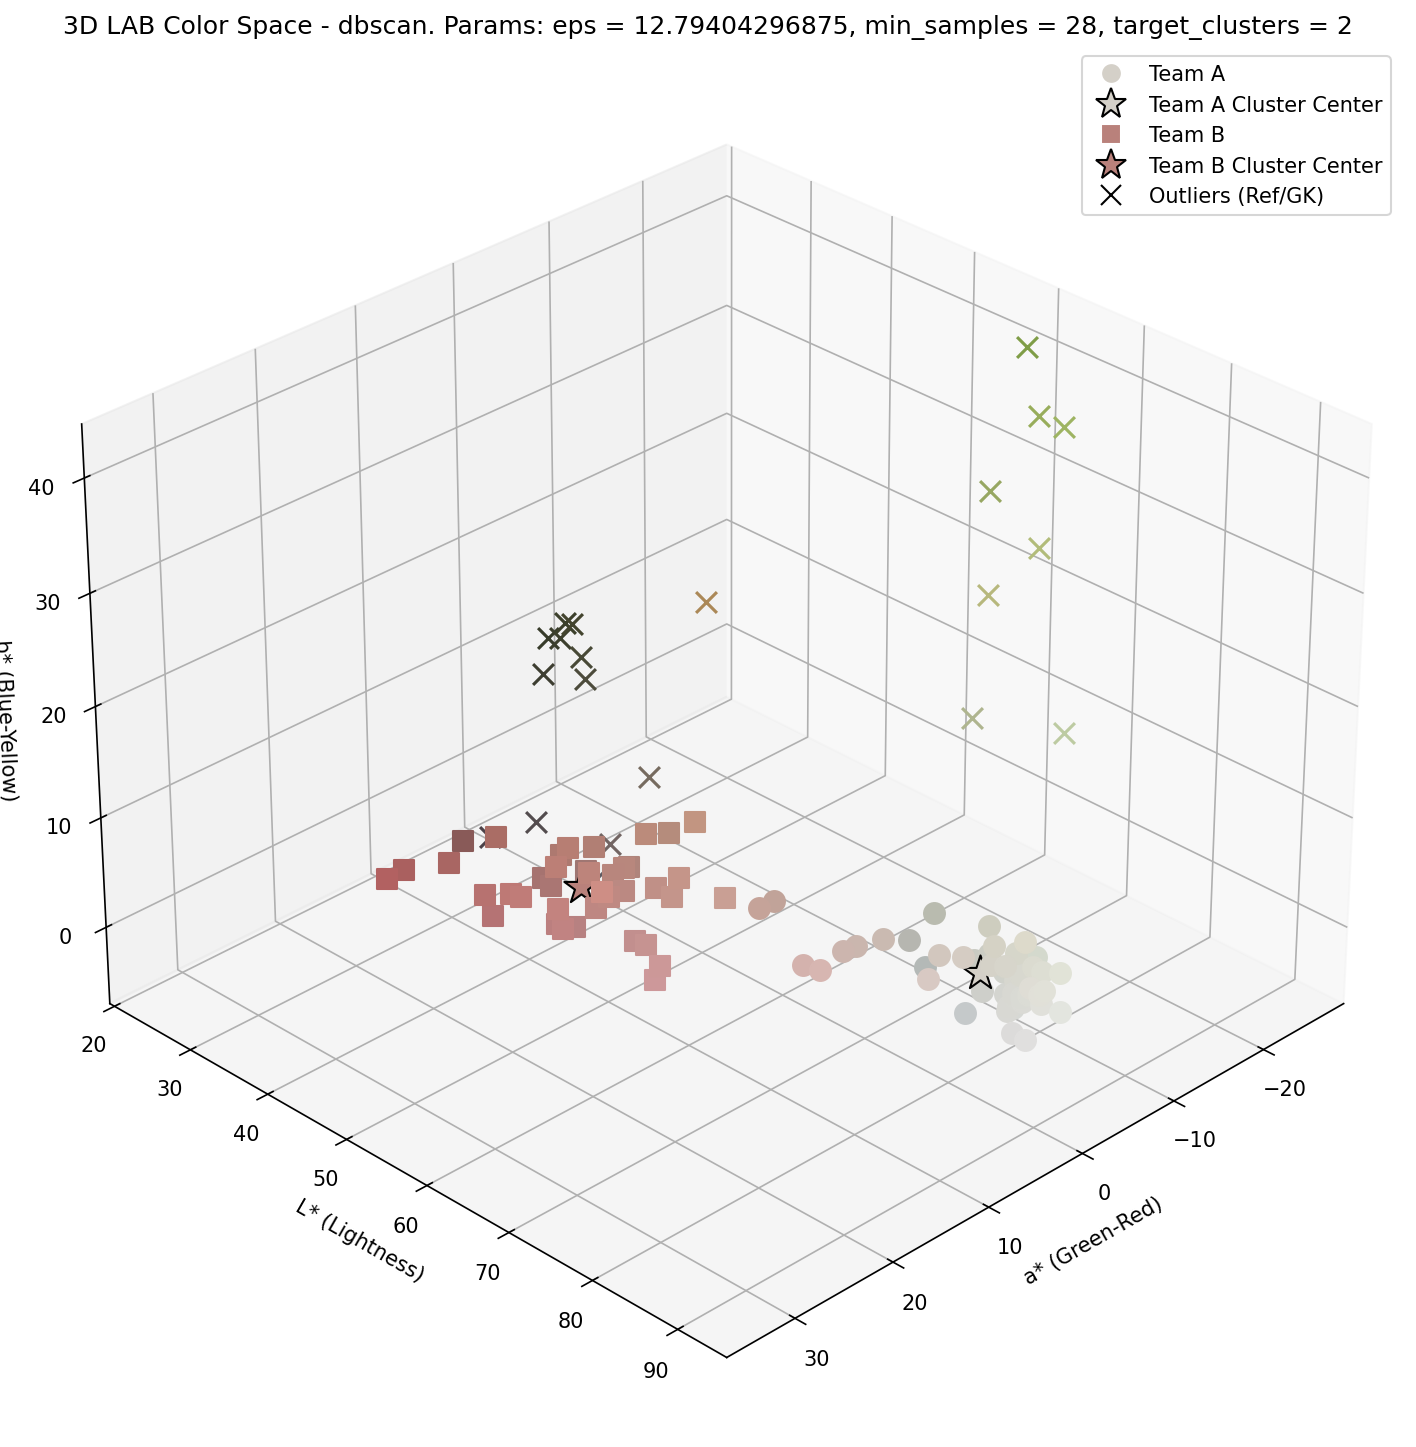 3D LAB Color Space - dbscan. Params: eps = 12.79404296875, min_samples = 28, target_clusters = 2
Team A
Team A Cluster Center
Team B
Team B Cluster Center
Outliers (Ref/GK)
40
30
20
10
0
b* (Blue-Yellow)
20
30
40
50
60
70
80
90
L* (Lightness)
−20
−10
0
10
20
30
a* (Green-Red)